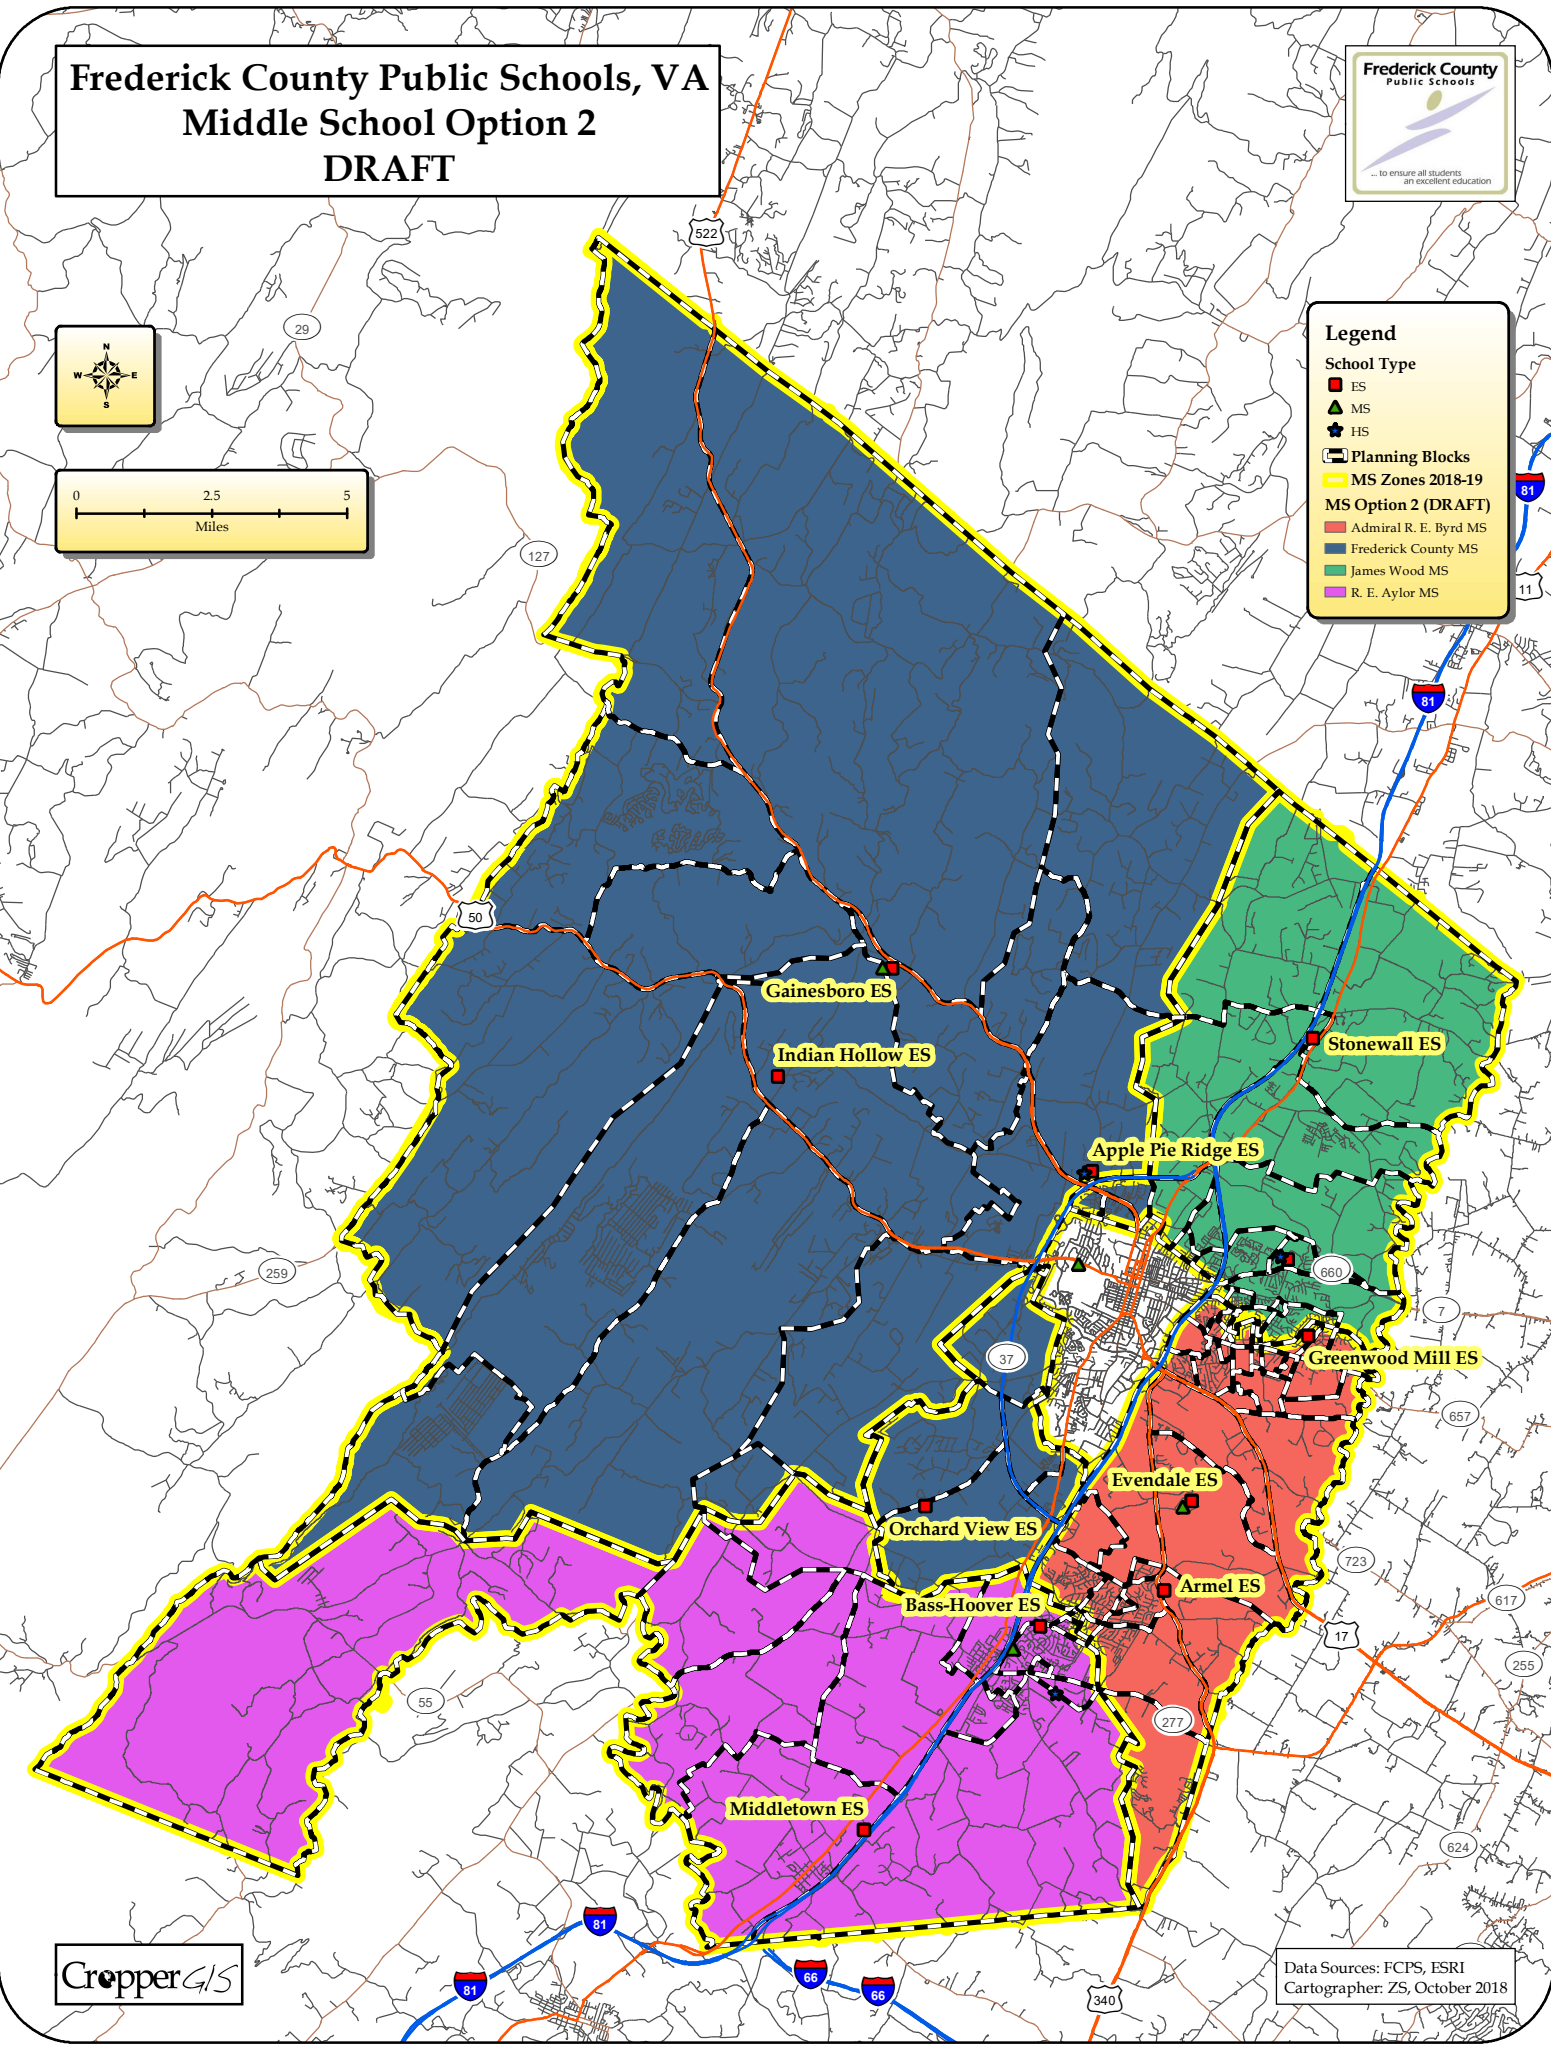 Frederick County Public Schools, VA
Middle School Option 2
DRAFT
Frederick County
Public Schools
... to ensure all students
an excellent education
522
29
N
W E
S
0 2.5 5
Miles
127
Legend
School Type
ES
MS
HS
Planning Blocks
MS Zones 2018-19
MS Option 2 (DRAFT)
Admiral R. E. Byrd MS
Frederick County MS
James Wood MS
R. E. Aylor MS
81
11
81
50
Gainesboro ES
Indian Hollow ES
Stonewall ES
Apple Pie Ridge ES
259
660
7
37
Greenwood Mill ES
657
Evendale ES
Orchard View ES
723
Armel ES
Bass-Hoover ES
617
17
255
55
277
Middletown ES
624
81
81
66
66
340
CropperGIS
Data Sources: FCPS, ESRI
Cartographer: ZS, October 2018